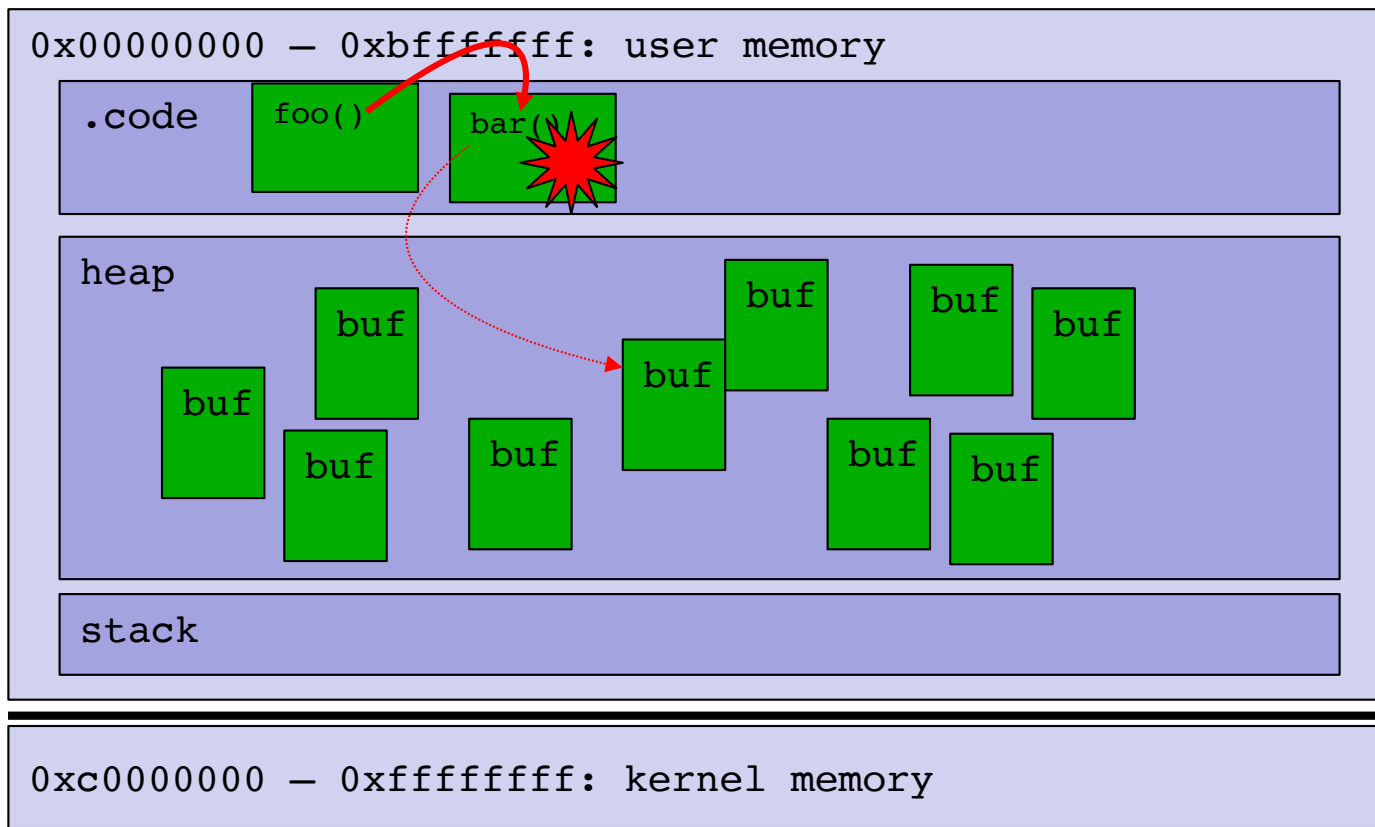 0x00000000 – 0xbfffffff: user memory
.code
foo()
bar()
heap
buf
buf
buf
buf
buf
buf
buf
buf
buf
buf
stack
0xc0000000 – 0xffffffff: kernel memory